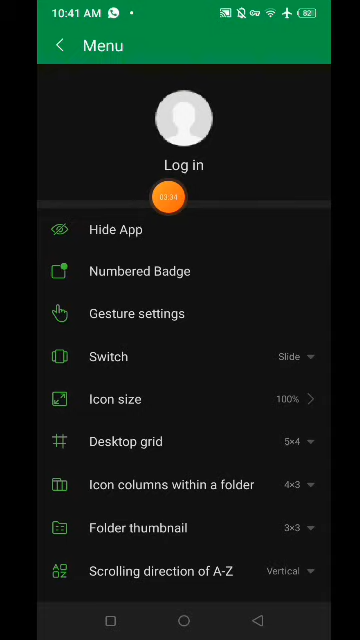 10:41 AM
82
Menu
Log in
03:34
Hide App
Numbered Badge
Gesture settings
Switch Slide
Icon size 100%
Desktop grid 5×4
Icon columns within a folder 4×3
Folder thumbnail 3×3
Scrolling direction of A-Z Vertical